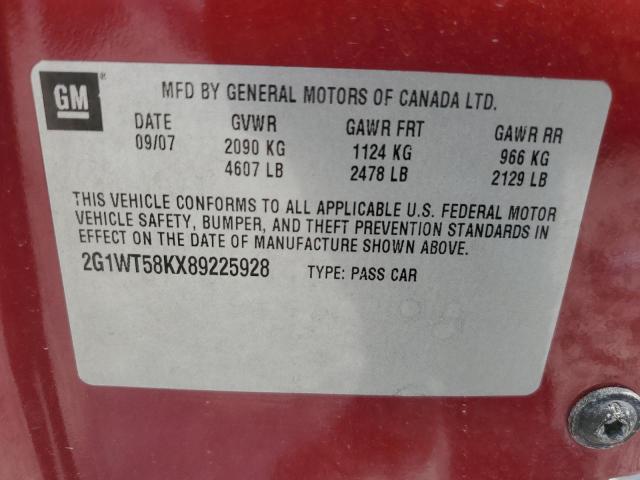 GM ®
MFD BY GENERAL MOTORS OF CANADA LTD.
DATE GVWR GAWR FRT GAWR RR
09/07 2090 KG 1124 KG 966 KG
4607 LB 2478 LB 2129 LB
THIS VEHICLE CONFORMS TO ALL APPLICABLE U.S. FEDERAL MOTOR
VEHICLE SAFETY, BUMPER, AND THEFT PREVENTION STANDARDS IN
EFFECT ON THE DATE OF MANUFACTURE SHOWN ABOVE.
2G1WT58KX89225928 TYPE: PASS CAR